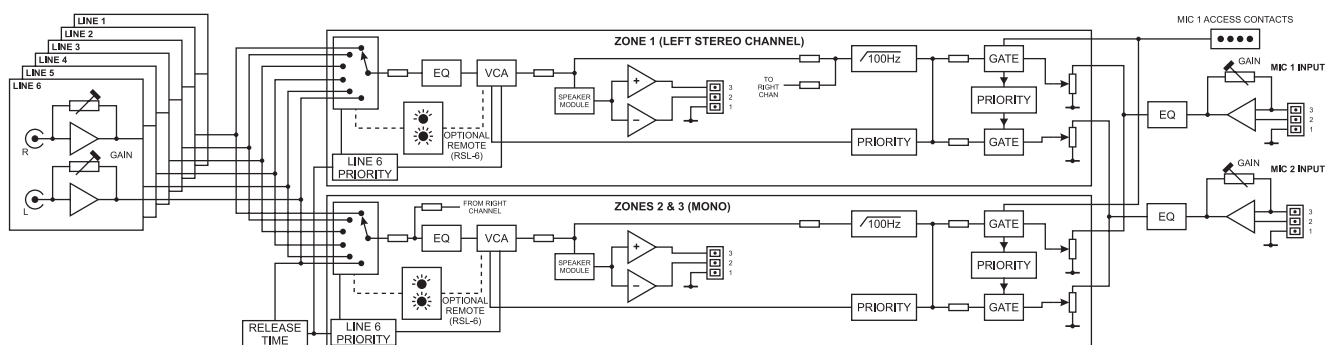 LINE 1
LINE 2
LINE 3
LINE 4
LINE 5
LINE 6
R
GAIN
L
ZONE 1 (LEFT STEREO CHANNEL)
EQ
VCA
SPEAKER
MODULE
+
−
3
2
1
TO
RIGHT
CHAN
100Hz
GATE
PRIORITY
PRIORITY
GATE
OPTIONAL
REMOTE
(RSL-6)
LINE 6
PRIORITY
MIC 1 ACCESS CONTACTS
GAIN
MIC 1 INPUT
EQ
3
2
1
GAIN
MIC 2 INPUT
EQ
3
2
1
ZONES 2 & 3 (MONO)
FROM RIGHT
CHANNEL
EQ
VCA
SPEAKER
MODULE
+
−
3
2
1
100Hz
GATE
PRIORITY
PRIORITY
GATE
OPTIONAL
REMOTE
(RSL-6)
RELEASE
TIME
LINE 6
PRIORITY